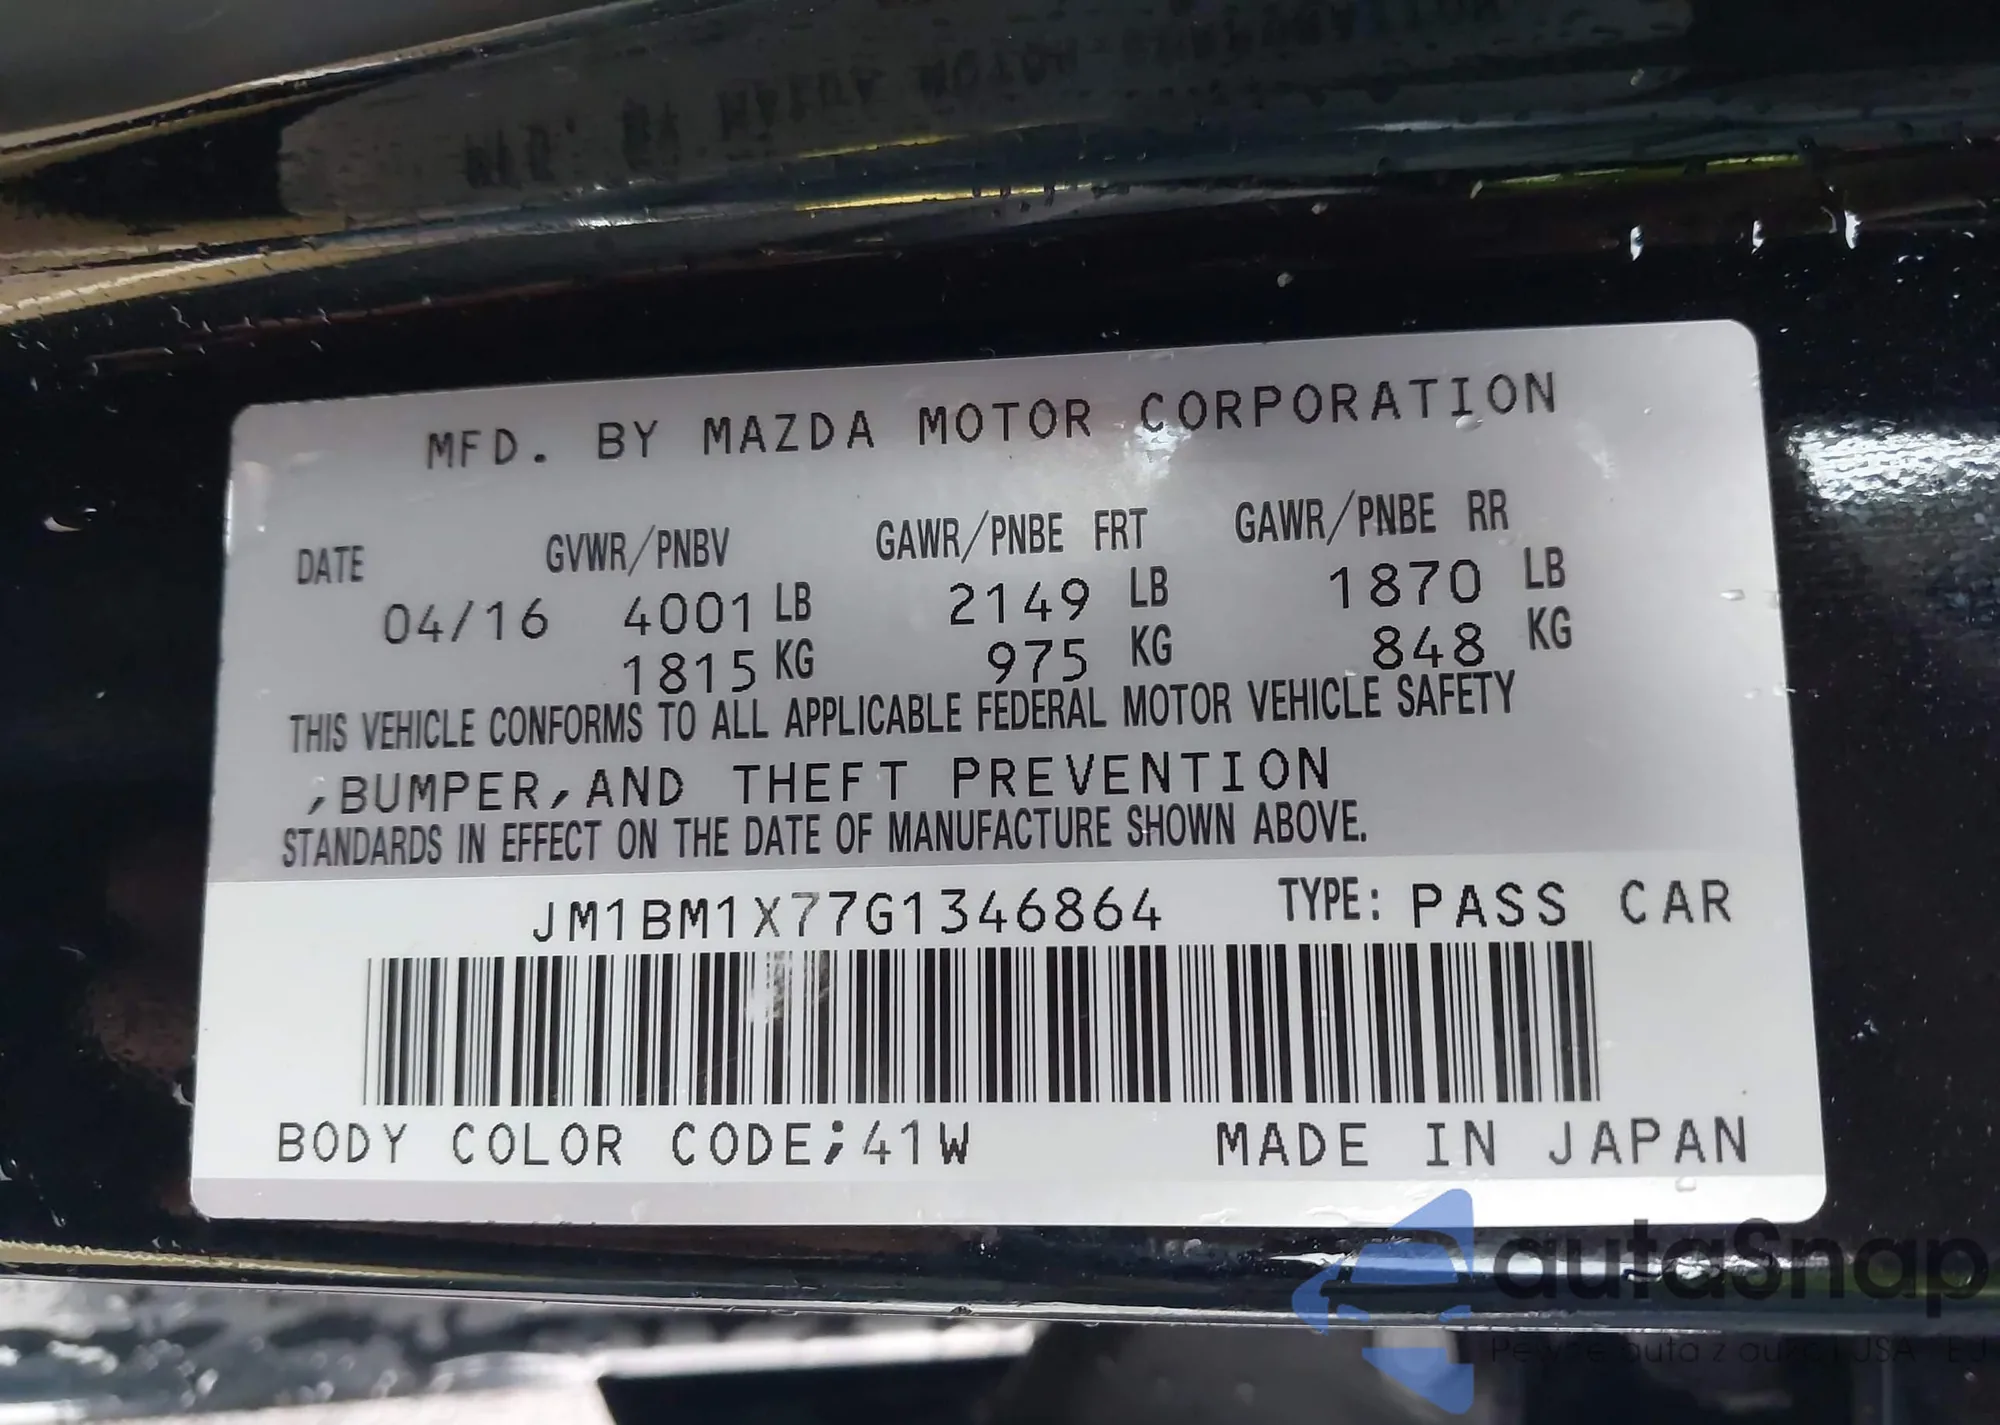 MFD. BY MAZDA MOTOR CORPORATION
DATE GVWR/PNBV GAWR/PNBE FRT GAWR/PNBE RR
04/16 4001 LB 2149 LB 1870 LB
1815 KG 975 KG 848 KG
THIS VEHICLE CONFORMS TO ALL APPLICABLE FEDERAL MOTOR VEHICLE SAFETY
,BUMPER,AND THEFT PREVENTION
STANDARDS IN EFFECT ON THE DATE OF MANUFACTURE SHOWN ABOVE.
JM1BM1X77G1346864 TYPE: PASS CAR
BODY COLOR CODE;41W MADE IN JAPAN
autaSnap
auta z USA